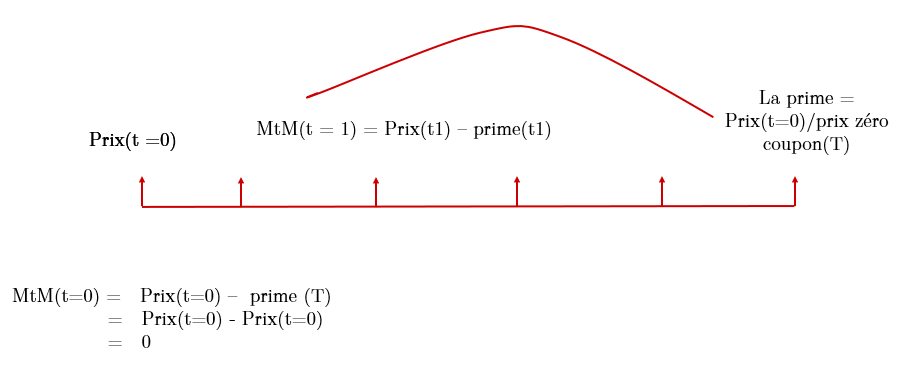 La prime =
Prix(t=0)/prix zéro
coupon(T)
Prix(t =0)
MtM(t = 1) = Prix(t1) – prime(t1)
MtM(t=0) = Prix(t=0) – prime (T)
= Prix(t=0) - Prix(t=0)
= 0